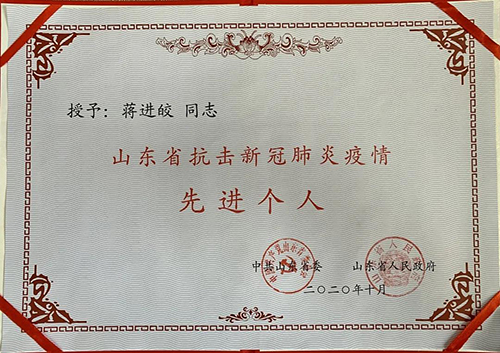 授予：蒋进皎 同志
山东省抗击新冠肺炎疫情
先进个人
中共山东省委 山东省人民政府
二〇二〇年十月